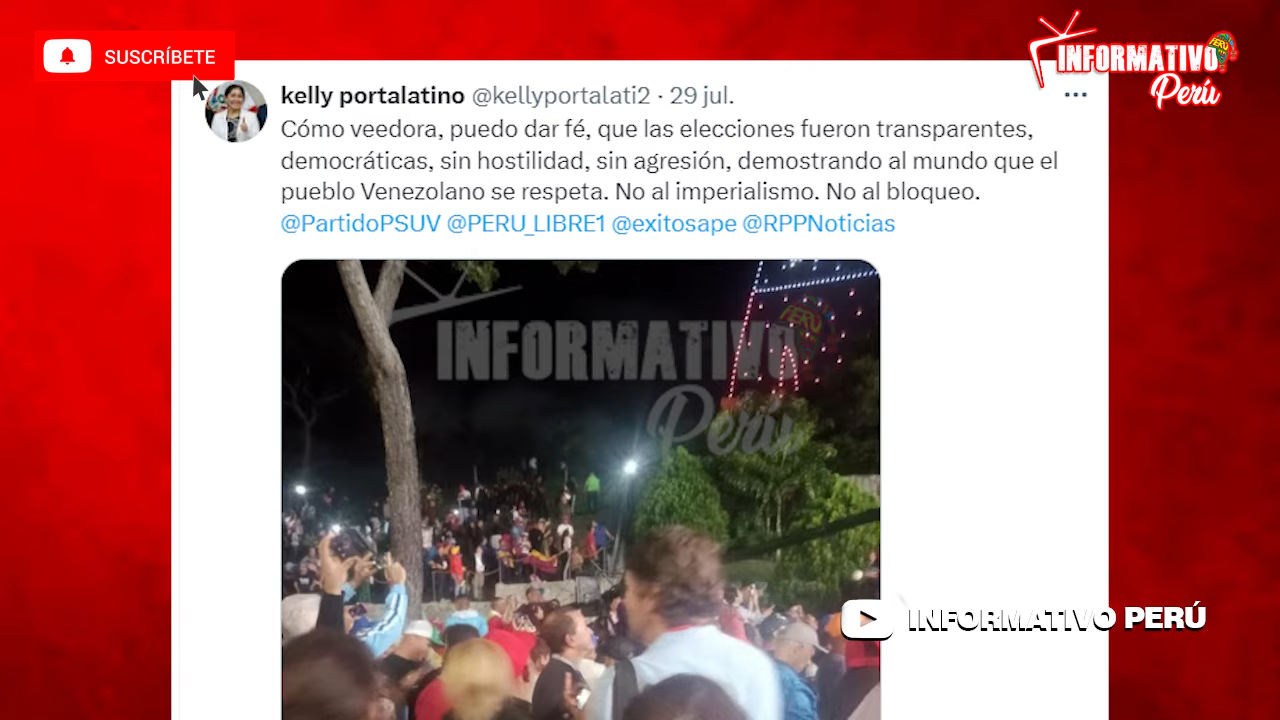 SUSCRÍBETE
INFORMATIVO
PERU
Perú
kelly portalatino @kellyportalati2 · 29 jul.
Cómo veedora, puedo dar fé, que las elecciones fueron transparentes,
democráticas, sin hostilidad, sin agresión, demostrando al mundo que el
pueblo Venezolano se respeta. No al imperialismo. No al bloqueo.
@PartidoPSUV @PERU_LIBRE1 @exitosape @RPPNoticias
INFORMATIVO
PERU
Perú
INFORMATIVO PERÚ